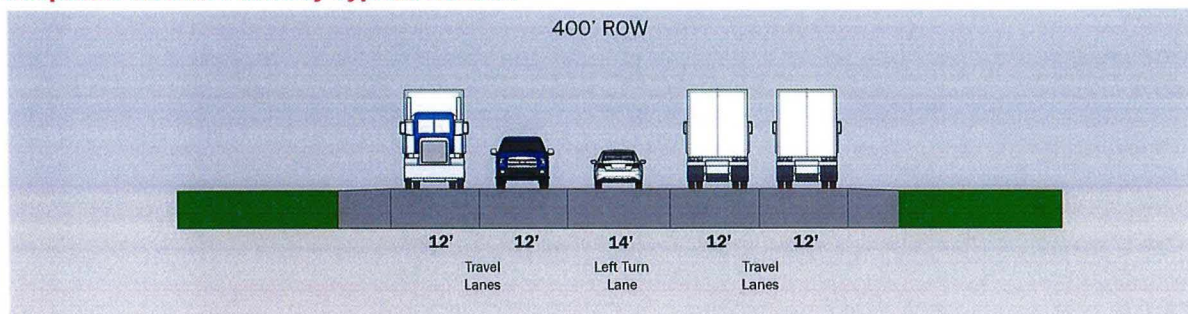 400' ROW
12' 12' 14' 12' 12'
Travel Lanes
Left Turn Lane
Travel Lanes